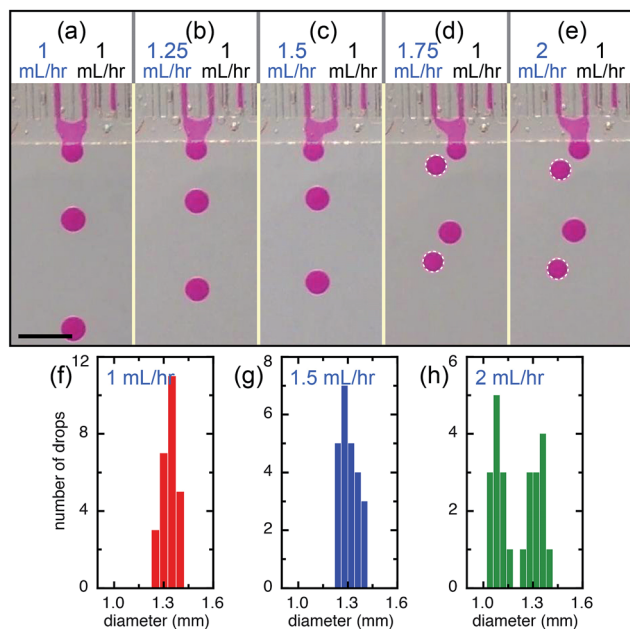 (a) (b) (c) (d) (e)
1 1 1.25 1 1.5 1 1.75 1 2 1
mL/hr mL/hr mL/hr mL/hr mL/hr mL/hr mL/hr mL/hr mL/hr mL/hr
(f) 1 mL/hr (g) 1.5 mL/hr (h) 2 mL/hr
number of drops
12
8
4
0
8
6
4
2
0
6
4
2
0
1.0 1.3 1.6 1.0 1.3 1.6 1.0 1.3 1.6
diameter (mm) diameter (mm) diameter (mm)